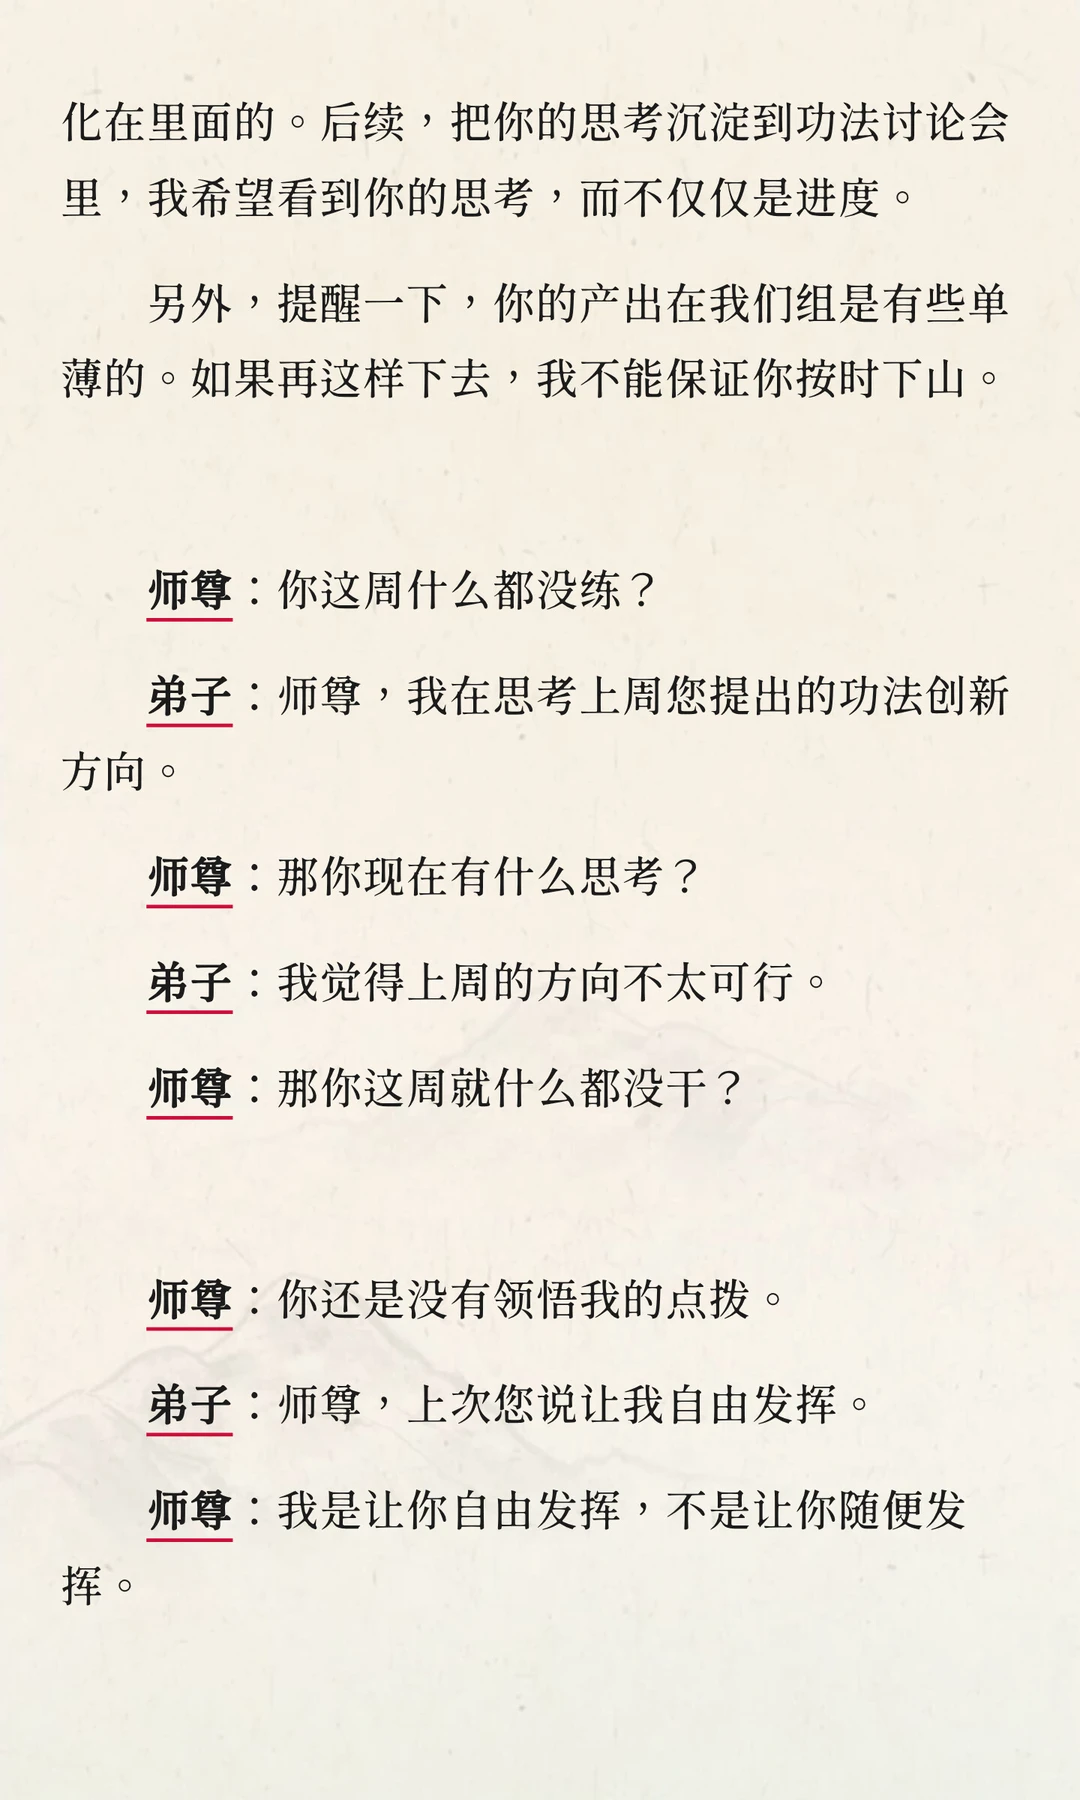 化在里面的。后续，把你的思考沉淀到功法讨论会
里，我希望看到你的思考，而不仅仅是进度。
另外，提醒一下，你的产出在我们组是有些单
薄的。如果再这样下去，我不能保证你按时下山。
师尊：你这周什么都没练？
弟子：师尊，我在思考上周您提出的功法创新
方向。
师尊：那你现在有什么思考？
弟子：我觉得上周的方向不太可行。
师尊：那你这周就什么都没干？
师尊：你还是没有领悟我的点拨。
弟子：师尊，上次您说让我自由发挥。
师尊：我是让你自由发挥，不是让你随便发
挥。